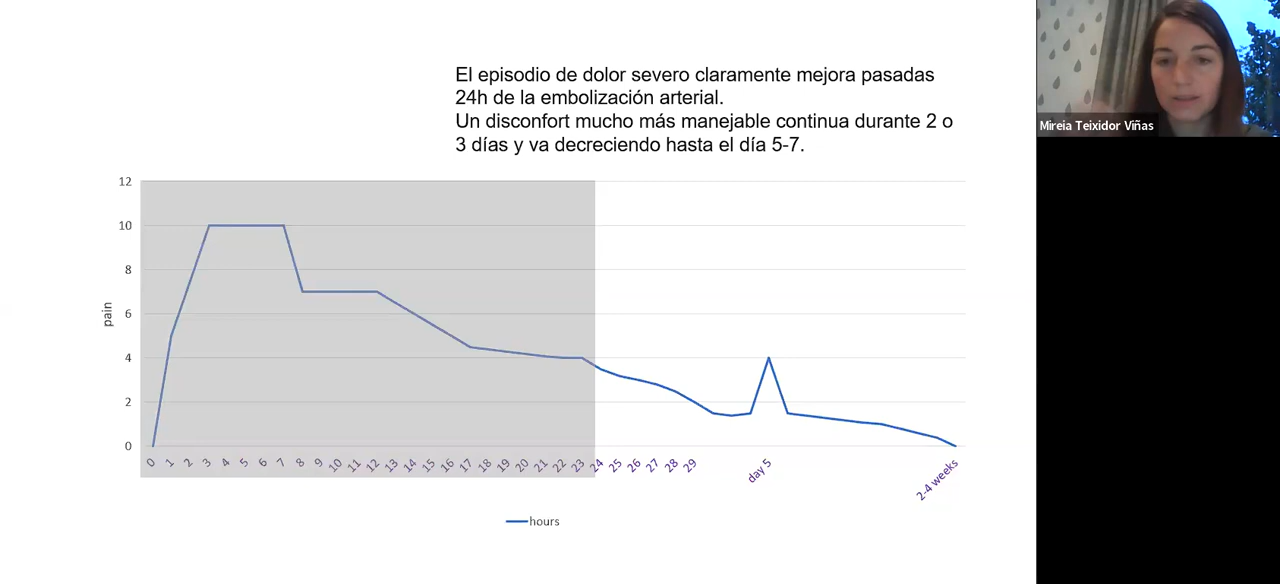 El episodio de dolor severo claramente mejora pasadas
24h de la embolización arterial.
Un disconfort mucho más manejable continua durante 2 o
3 días y va decreciendo hasta el día 5-7.
Mireia Teixidor Viñas
12
10
8
6
4
2
0
pain
0 1 2 3 4 5 6 7 8 9 10 11 12 13 14 15 16 17 18 19 20 21 22 23 24 25 26 27 28 29 day 5 2-4 weeks
hours